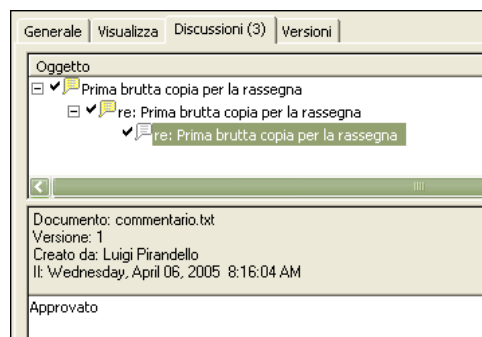 Generale Visualizza Discussioni (3) Versioni
Oggetto
Prima brutta copia per la rassegna
re: Prima brutta copia per la rassegna
re: Prima brutta copia per la rassegna
Documento: commentario.txt
Versione: 1
Creato da: Luigi Pirandello
Il: Wednesday, April 06, 2005 8:16:04 AM
Approvato